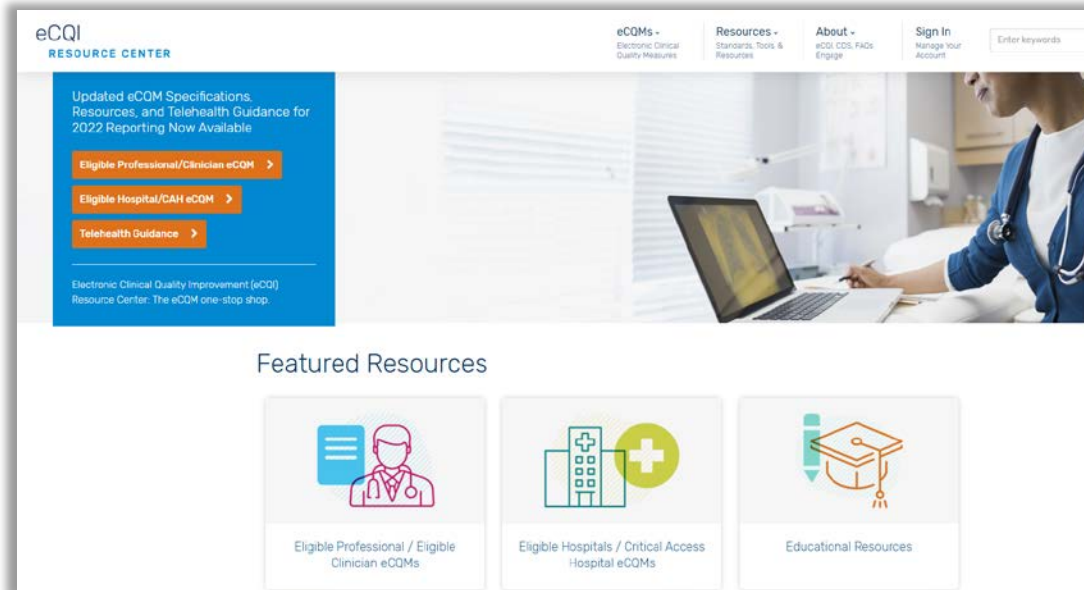 eCQI
RESOURCE CENTER
eCQMs
Electronic Clinical
Quality Measures
Resources
Standards, Tools, &
Resources
About
eCQI, CDS, FAQs
Engage
Sign In
Manage Your
Account
Enter keywords
Updated eCQM Specifications,
Resources, and Telehealth Guidance for
2022 Reporting Now Available
Eligible Professional/Clinician eCQM
Eligible Hospital/CAH eCQM
Telehealth Guidance
Electronic Clinical Quality Improvement (eCQI)
Resource Center: The eCQM one-stop shop.
Featured Resources
Eligible Professional / Eligible
Clinician eCQMs
Eligible Hospitals / Critical Access
Hospital eCQMs
Educational Resources